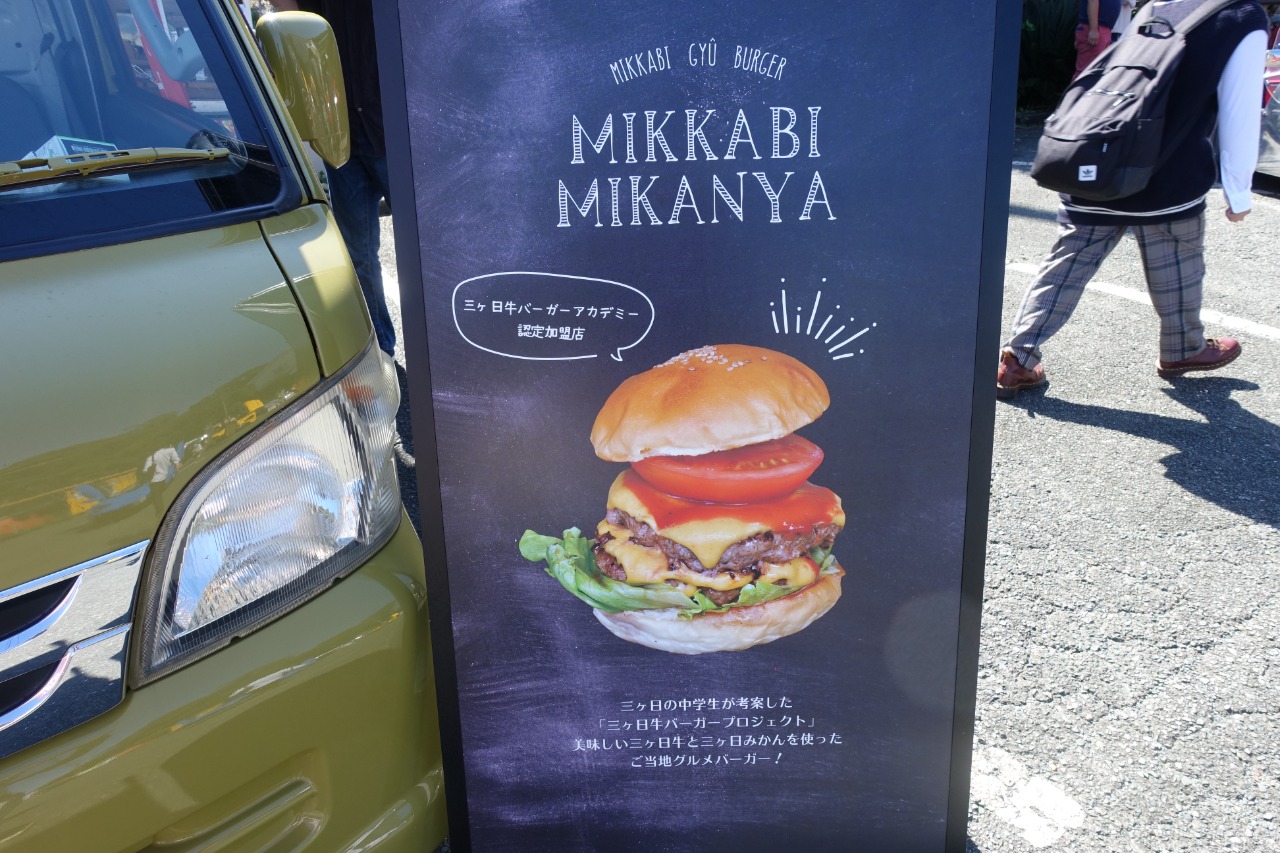 MIKKABI GYÛ BURGER
MIKKABI
MIKANYA
三ヶ日牛バーガーアカデミー
認定加盟店
三ヶ日の中学生が考案した
「三ヶ日牛バーガープロジェクト」
美味しい三ヶ日牛と三ヶ日みかんを使った
ご当地グルメバーガー！